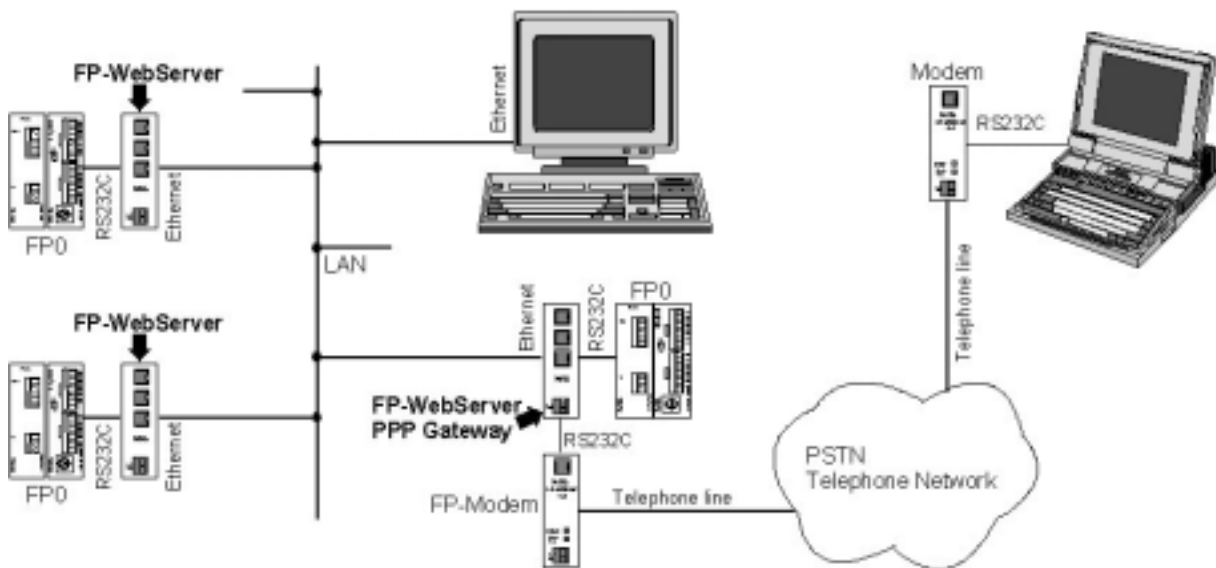 FP-WebServer
RS232C
Ethernet
FP0
Ethernet
LAN
Modem
RS232C
Telephone line
FP-WebServer
RS232C
Ethernet
FP0
Ethernet
RS232C
FP0
FP-WebServer
PPP Gateway
RS232C
FP-Modem
Telephone line
PSTN
Telephone Network